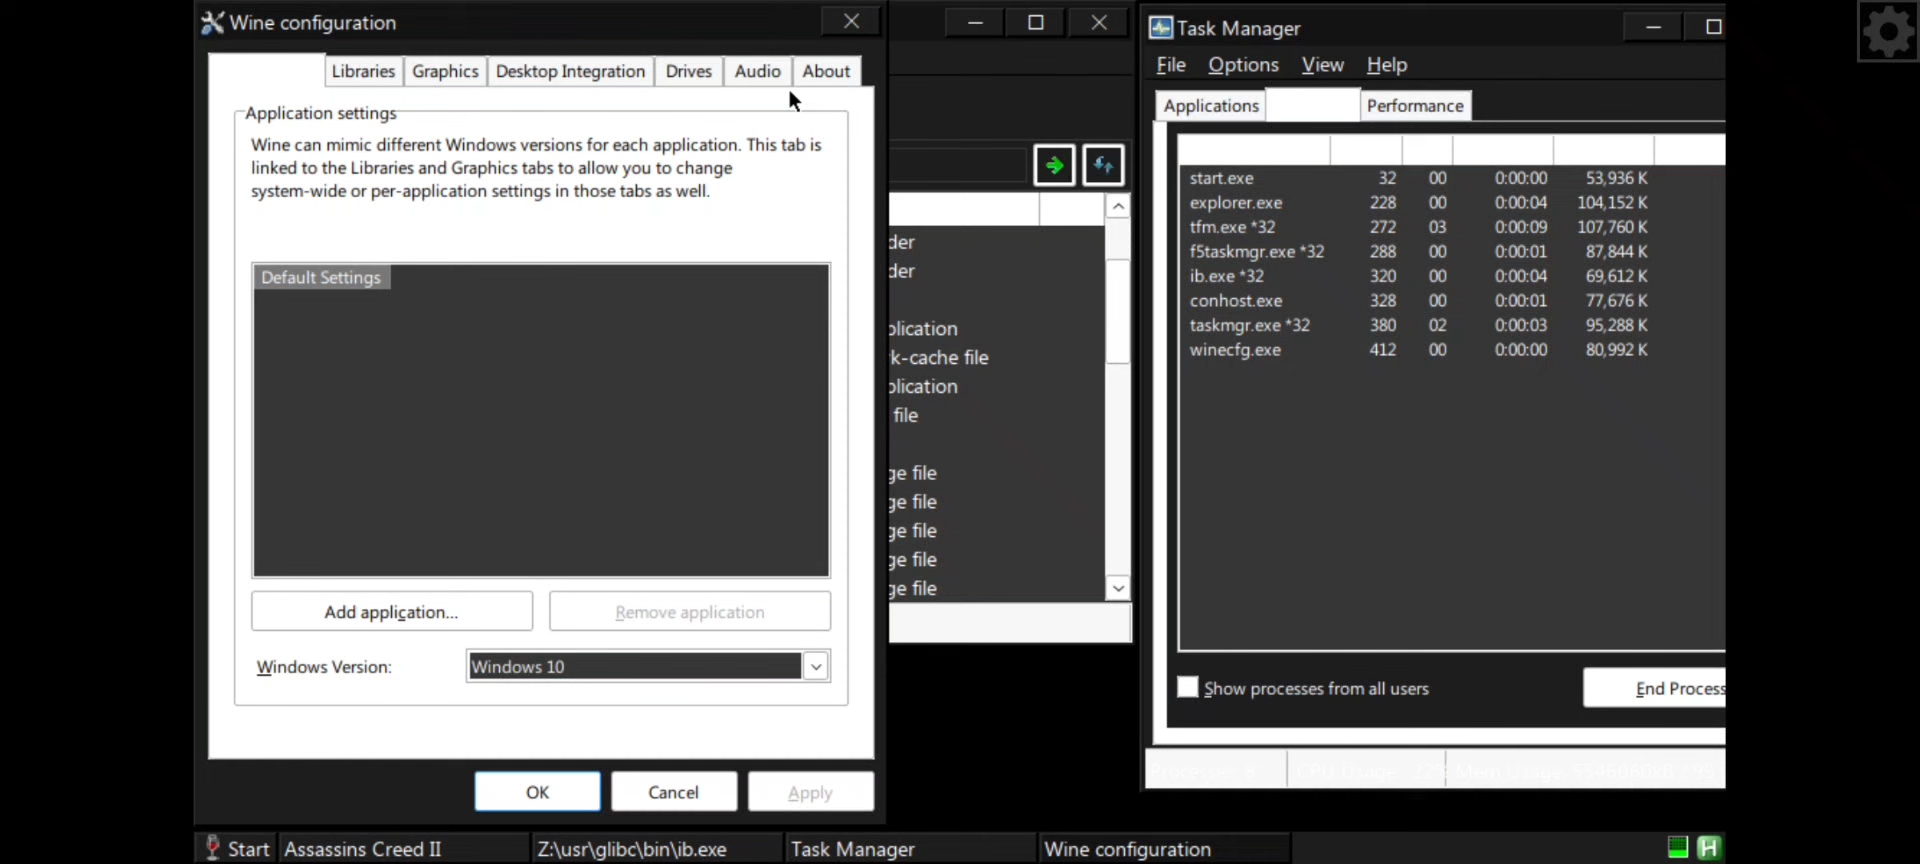 Wine configuration
Libraries
Graphics
Desktop Integration
Drives
Audio
About
Application settings
Wine can mimic different Windows versions for each application. This tab is
linked to the Libraries and Graphics tabs to allow you to change
system-wide or per-application settings in those tabs as well.
Default Settings
Add application...
Remove application
Windows Version:
Windows 10
OK
Cancel
Apply
der
der
plication
k-cache file
plication
file
ge file
ge file
ge file
ge file
ge file
Task Manager
File Options View Help
Applications
Performance
start.exe 32 00 0:00:00 53,936 K
explorer.exe 228 00 0:00:04 104,152 K
tfm.exe *32 272 03 0:00:09 107,760 K
f5taskmgr.exe *32 288 00 0:00:01 87,844 K
ib.exe *32 320 00 0:00:04 69,612 K
conhost.exe 328 00 0:00:01 77,676 K
taskmgr.exe *32 380 02 0:00:03 95,288 K
winecfg.exe 412 00 0:00:00 80,992 K
Show processes from all users
End Process
Start
Assassins Creed II
Z:\usr\glibc\bin\ib.exe
Task Manager
Wine configuration
H